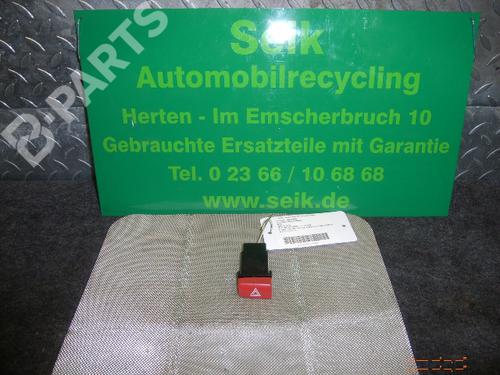 B-PARTS
Seik
Automobilrecycling
Herten - Im Emscherbruch 10
Gebrauchte Ersatzteile mit Garantie
Tel. 0 23 66 / 10 68 68
www.seik.de